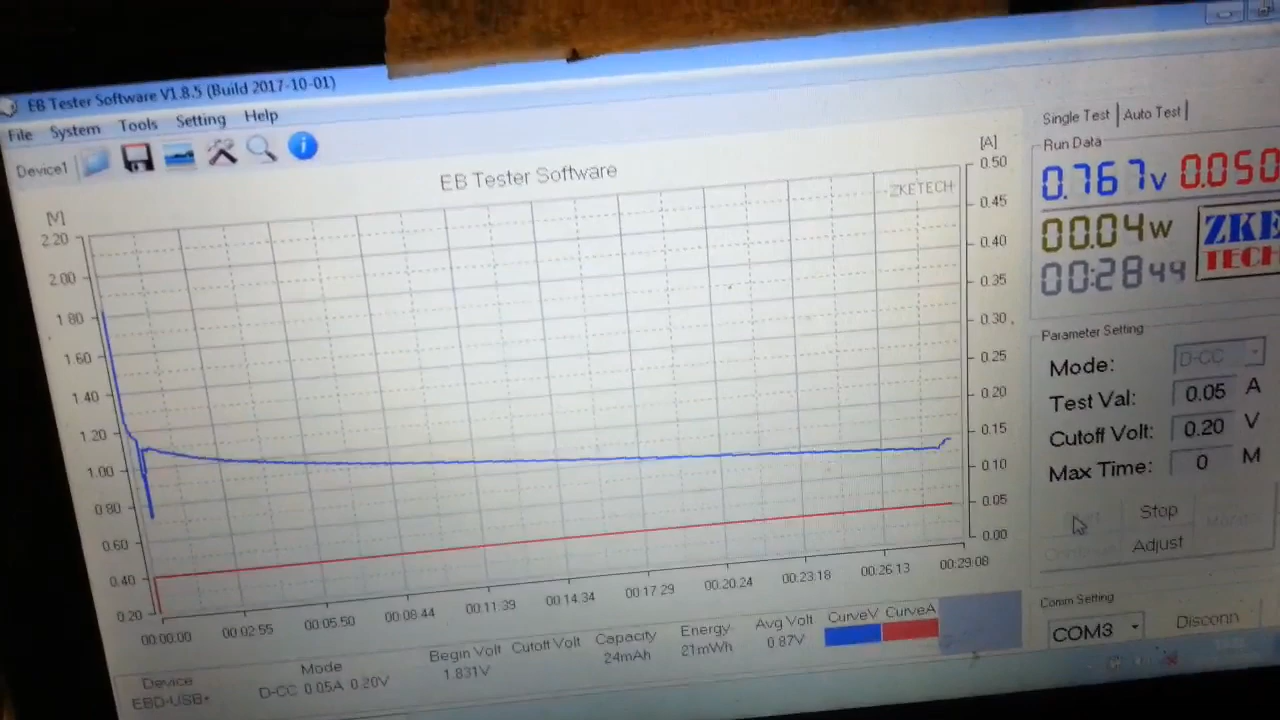 EB Tester Software V1.8.5 (Build 2017-10-01)
File System Tools Setting Help
Device1
EB Tester Software
ZKETECH
[V]
2.20
2.00
1.80
1.60
1.40
1.20
1.00
0.80
0.60
0.40
0.20
[A]
0.50
0.45
0.40
0.35
0.30
0.25
0.20
0.15
0.10
0.05
0.00
00:00:00 00:02:55 00:05:50 00:08:44 00:11:39 00:14:34 00:17:29 00:20:24 00:23:18 00:26:13 00:29:08
Device
EBD-USB+
Mode
D-CC 0.05A 0.20V
Begin Volt
1.831V
Cutoff Volt
Capacity
24mAh
Energy
21mWh
Avg Volt
0.87V
CurveV CurveA
Single Test Auto Test
Run Data
0.767V 0.050
00.04W
00:28:44
ZKE
TECH
Parameter Setting
Mode: D-CC
Test Val: 0.05 A
Cutoff Volt: 0.20 V
Max Time: 0 M
Stop
Adjust
Comm Setting
COM3 Disconn